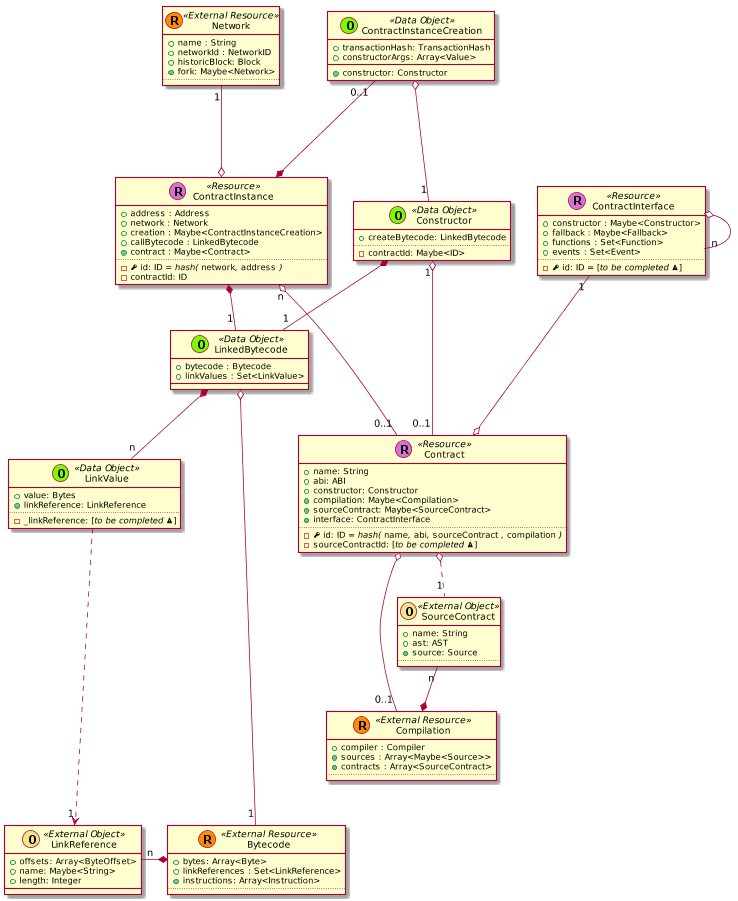 R «External Resource»
Network
name : String
networkId : NetworkID
historicBlock: Block
fork: Maybe<Network>
O «Data Object»
ContractInstanceCreation
transactionHash: TransactionHash
constructorArgs: Array<Value>
constructor: Constructor
1
0..1
1
R «Resource»
ContractInstance
address : Address
network : Network
creation : Maybe<ContractInstanceCreation>
callBytecode : LinkedBytecode
contract : Maybe<Contract>
id: ID = hash( network, address )
contractId: ID
O «Data Object»
Constructor
createBytecode: LinkedBytecode
contractId: Maybe<ID>
R «Resource»
ContractInterface
constructor : Maybe<Constructor>
fallback : Maybe<Fallback>
functions : Set<Function>
events : Set<Event>
id: ID = [to be completed ♟]
n
1
n
1
1
1
O «Data Object»
LinkedBytecode
bytecode : Bytecode
linkValues : Set<LinkValue>
n
0..1
0..1
R «Resource»
Contract
name: String
abi: ABI
constructor: Constructor
compilation: Maybe<Compilation>
sourceContract: Maybe<SourceContract>
interface: ContractInterface
id: ID = hash( name, abi, sourceContract , compilation )
sourceContractId: [to be completed ♟]
O «Data Object»
LinkValue
value: Bytes
linkReference: LinkReference
_linkReference: [to be completed ♟]
1
O «External Object»
SourceContract
name: String
ast: AST
source: Source
n
0..1
R «External Resource»
Compilation
compiler : Compiler
sources : Array<Maybe<Source>>
contracts : Array<SourceContract>
1
1
O «External Object»
LinkReference
offsets: Array<ByteOffset>
name: Maybe<String>
length: Integer
n
R «External Resource»
Bytecode
bytes: Array<Byte>
linkReferences : Set<LinkReference>
instructions: Array<Instruction>